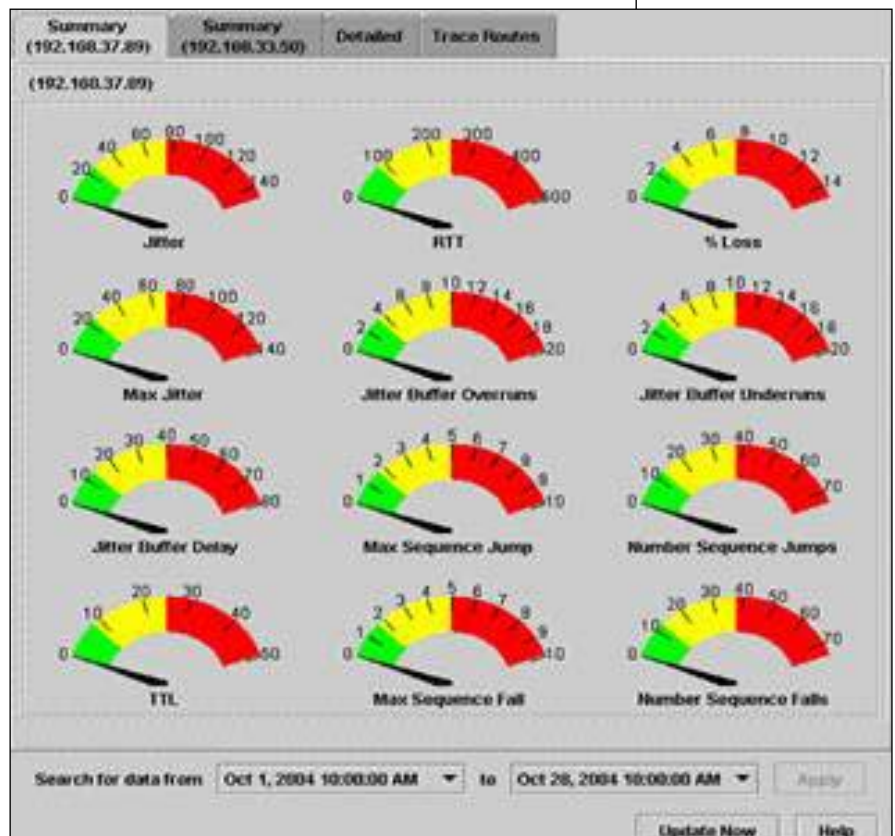 Summary
(192.168.37.89)
Summary
(192.168.33.50)
Detailed
Trace Routes
(192.168.37.89)
0 20 40 60 80 100 120 140
Jitter
0 100 200 300 400 500
RTT
0 2 4 6 8 10 12 14
% Loss
0 20 40 60 80 100 120 140
Max Jitter
0 2 4 6 8 10 12 14 16 18 20
Jitter Buffer Overruns
0 2 4 6 8 10 12 14 16 18 20
Jitter Buffer Underruns
0 10 20 30 40 50 60 70 80
Jitter Buffer Delay
0 1 2 3 4 5 6 7 8 9 10
Max Sequence Jump
0 10 20 30 40 50 60 70
Number Sequence Jumps
0 10 20 30 40 50
TTL
0 1 2 3 4 5 6 7 8 9 10
Max Sequence Fall
0 10 20 30 40 50 60 70
Number Sequence Falls
Search for data from Oct 1, 2004 10:00:00 AM to Oct 28, 2004 10:00:00 AM Apply
Update Now Help